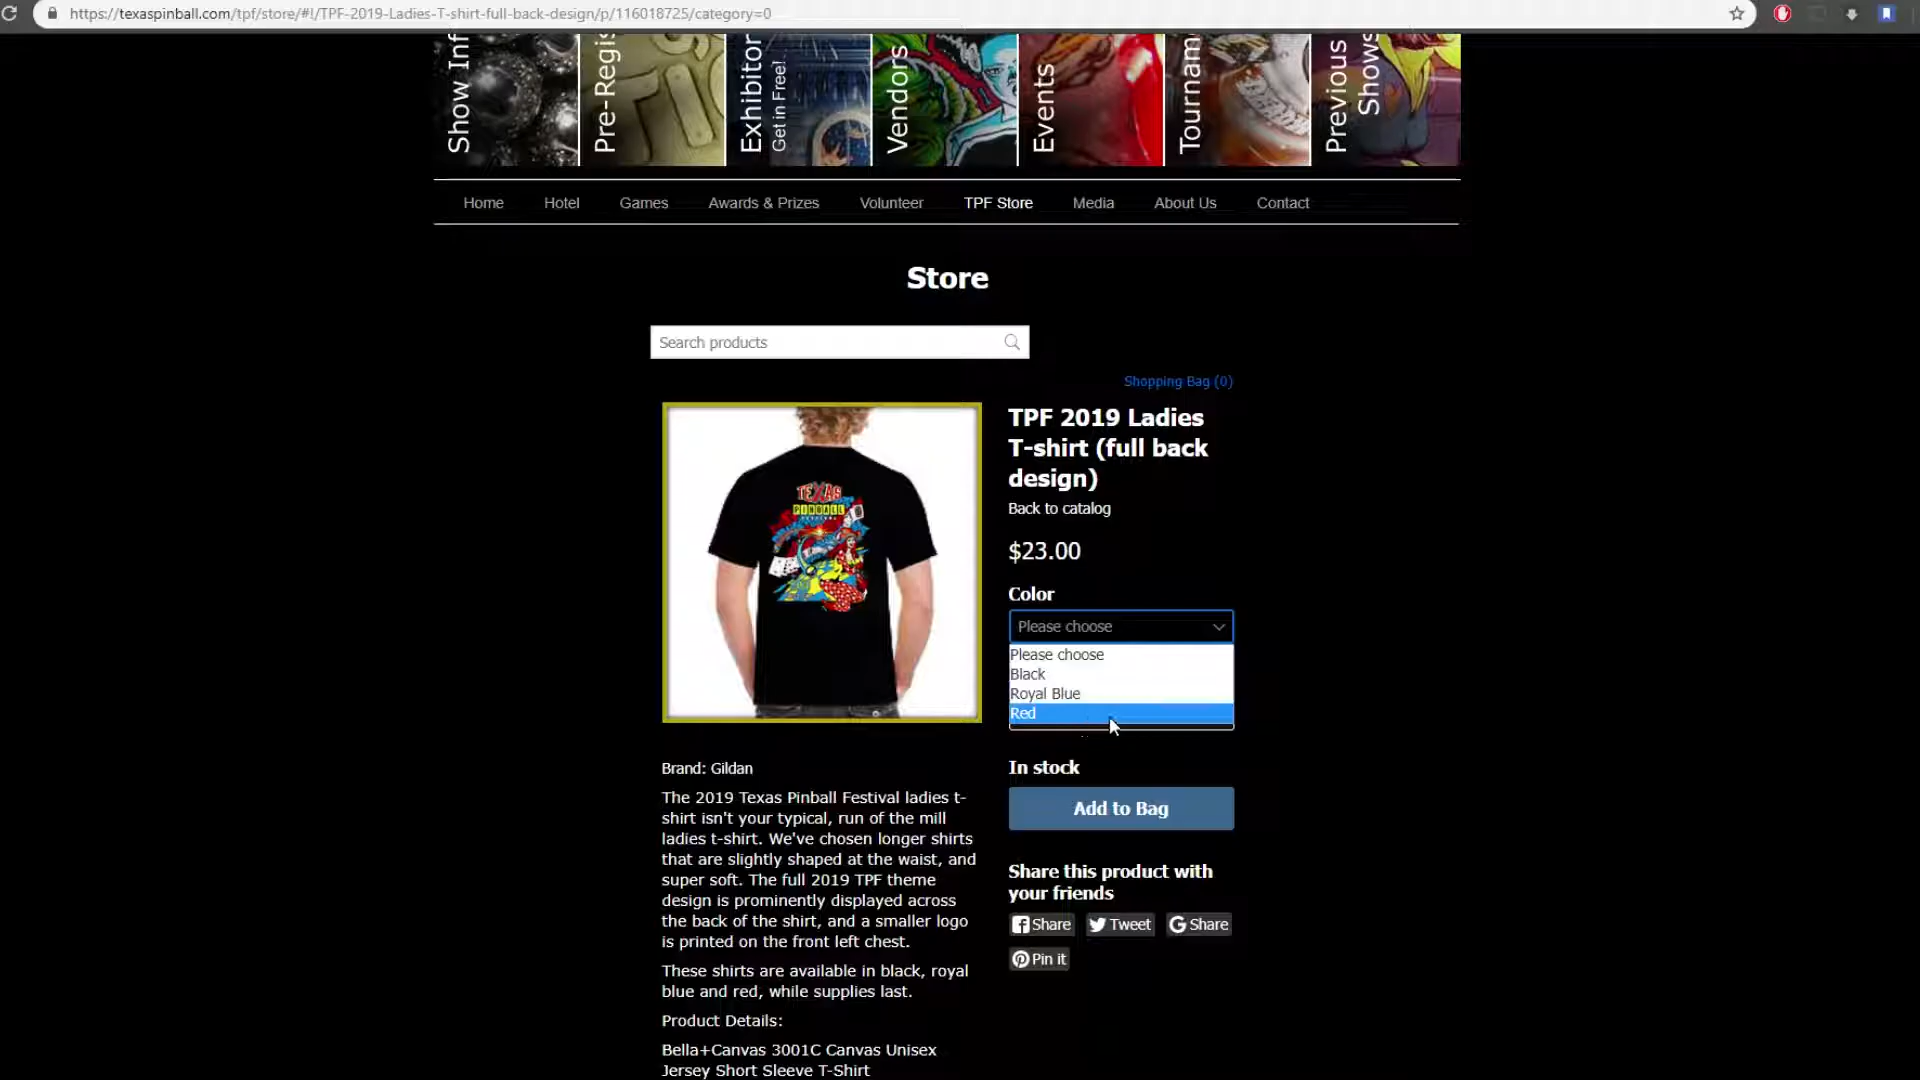 https://texaspinball.com/tpf/store/#!/TPF-2019-Ladies-T-shirt-full-back-design/p/116018725/category=0
Show Inf
Pre-Regis
Exhibitor
Get in Free!
Vendors
Events
Tournam
Previous
Shows
Home
Hotel
Games
Awards & Prizes
Volunteer
TPF Store
Media
About Us
Contact
Store
Search products
Shopping Bag (0)
TEXAS
PINBALL
FESTIVAL
TPF 2019 Ladies
T-shirt (full back
design)
Back to catalog
$23.00
Color
Please choose
Please choose
Black
Royal Blue
Red
In stock
Add to Bag
Share this product with
your friends
Share
Tweet
Share
Pin it
Brand: Gildan
The 2019 Texas Pinball Festival ladies t-
shirt isn't your typical, run of the mill
ladies t-shirt. We've chosen longer shirts
that are slightly shaped at the waist, and
super soft. The full 2019 TPF theme
design is prominently displayed across
the back of the shirt, and a smaller logo
is printed on the front left chest.
These shirts are available in black, royal
blue and red, while supplies last.
Product Details:
Bella+Canvas 3001C Canvas Unisex
Jersey Short Sleeve T-Shirt